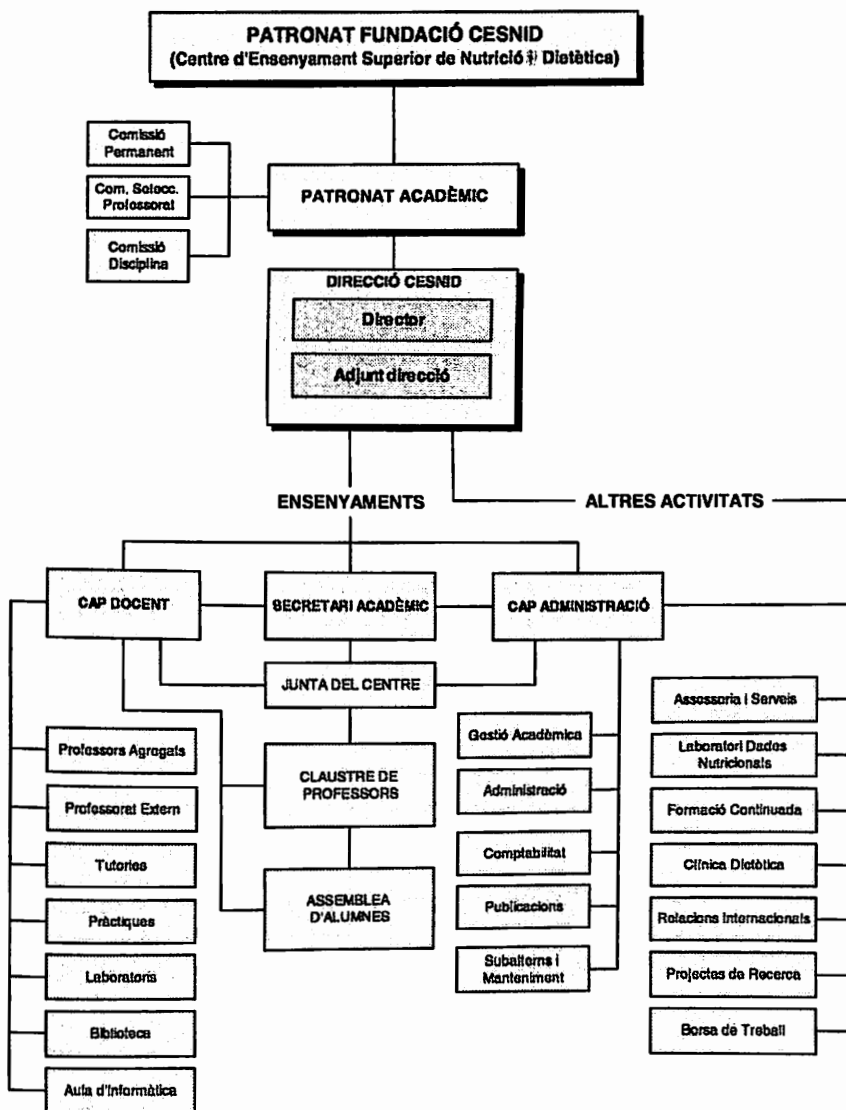 PATRONAT FUNDACIÓ CESNID
(Centre d'Ensenyament Superior de Nutrició i Dietètica)
Comissió
Permanent
Com. Selecc.
Professorat
Comissió
Disciplina
PATRONAT ACADÈMIC
DIRECCIÓ CESNID
Director
Adjunt direcció
ENSENYAMENTS
ALTRES ACTIVITATS
CAP DOCENT
SECRETARI ACADÈMIC
CAP ADMINISTRACIÓ
JUNTA DEL CENTRE
CLAUSTRE DE
PROFESSORS
ASSEMBLEA
D'ALUMNES
Professors Agregats
Professorat Extern
Tutories
Pràctiques
Laboratoris
Biblioteca
Aula d'Informàtica
Gestió Acadèmica
Administració
Comptabilitat
Publicacions
Subalterns i
Manteniment
Assessoria i Serveis
Laboratori Dades
Nutricionals
Formació Continuada
Clínica Dietètica
Relacions Internacionals
Projectes de Recerca
Borsa de Treball